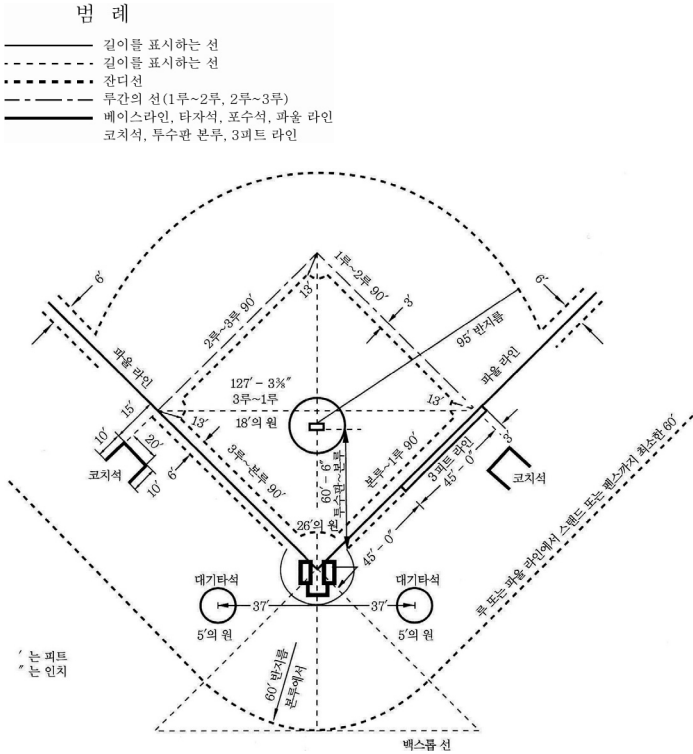 범 례
길이를 표시하는 선
길이를 표시하는 선
잔디선
루간의 선(1루~2루, 2루~3루)
베이스라인, 타자석, 포수석, 파울 라인
코치석, 투수판 본루, 3피트 라인
6′
6′
1루~2루 90′
13′
2루~3루 90′
3′
95′ 반지름
파울 라인
파울 라인
127′ - 3⅜″
3루~1루
13′
15′
13′
18′의 원
10′
20′
3′
코치석
6′
10′
3루~본루 90′
60′ - 6″
투스판~본루
본루~1루 90′
3피트 라인
45′ - 0″
코치석
26′의 원
45′ - 0″
루 또는 파울 라인에서 스탠드 또는 펜스까지 최소한 60′
대기타석
대기타석
37′
37′
5′의 원
5′의 원
′ 는 피트
″ 는 인치
60′ 반지름
본루에서
백스톱 선